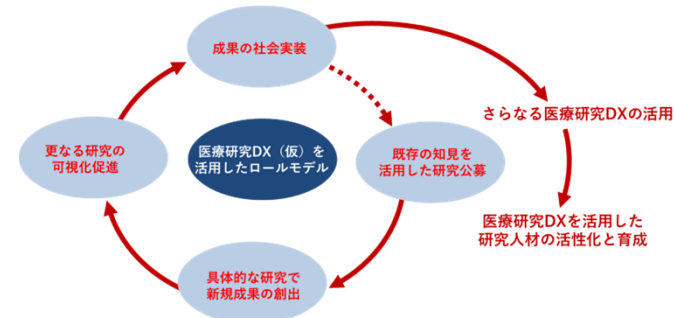 成果の社会実装
さらなる医療研究DXの活用
更なる研究の
可視化促進
医療研究DX（仮）を
活用したロールモデル
既存の知見を
活用した研究公募
医療研究DXを活用した
研究人材の活性化と育成
具体的な研究で
新規成果の創出